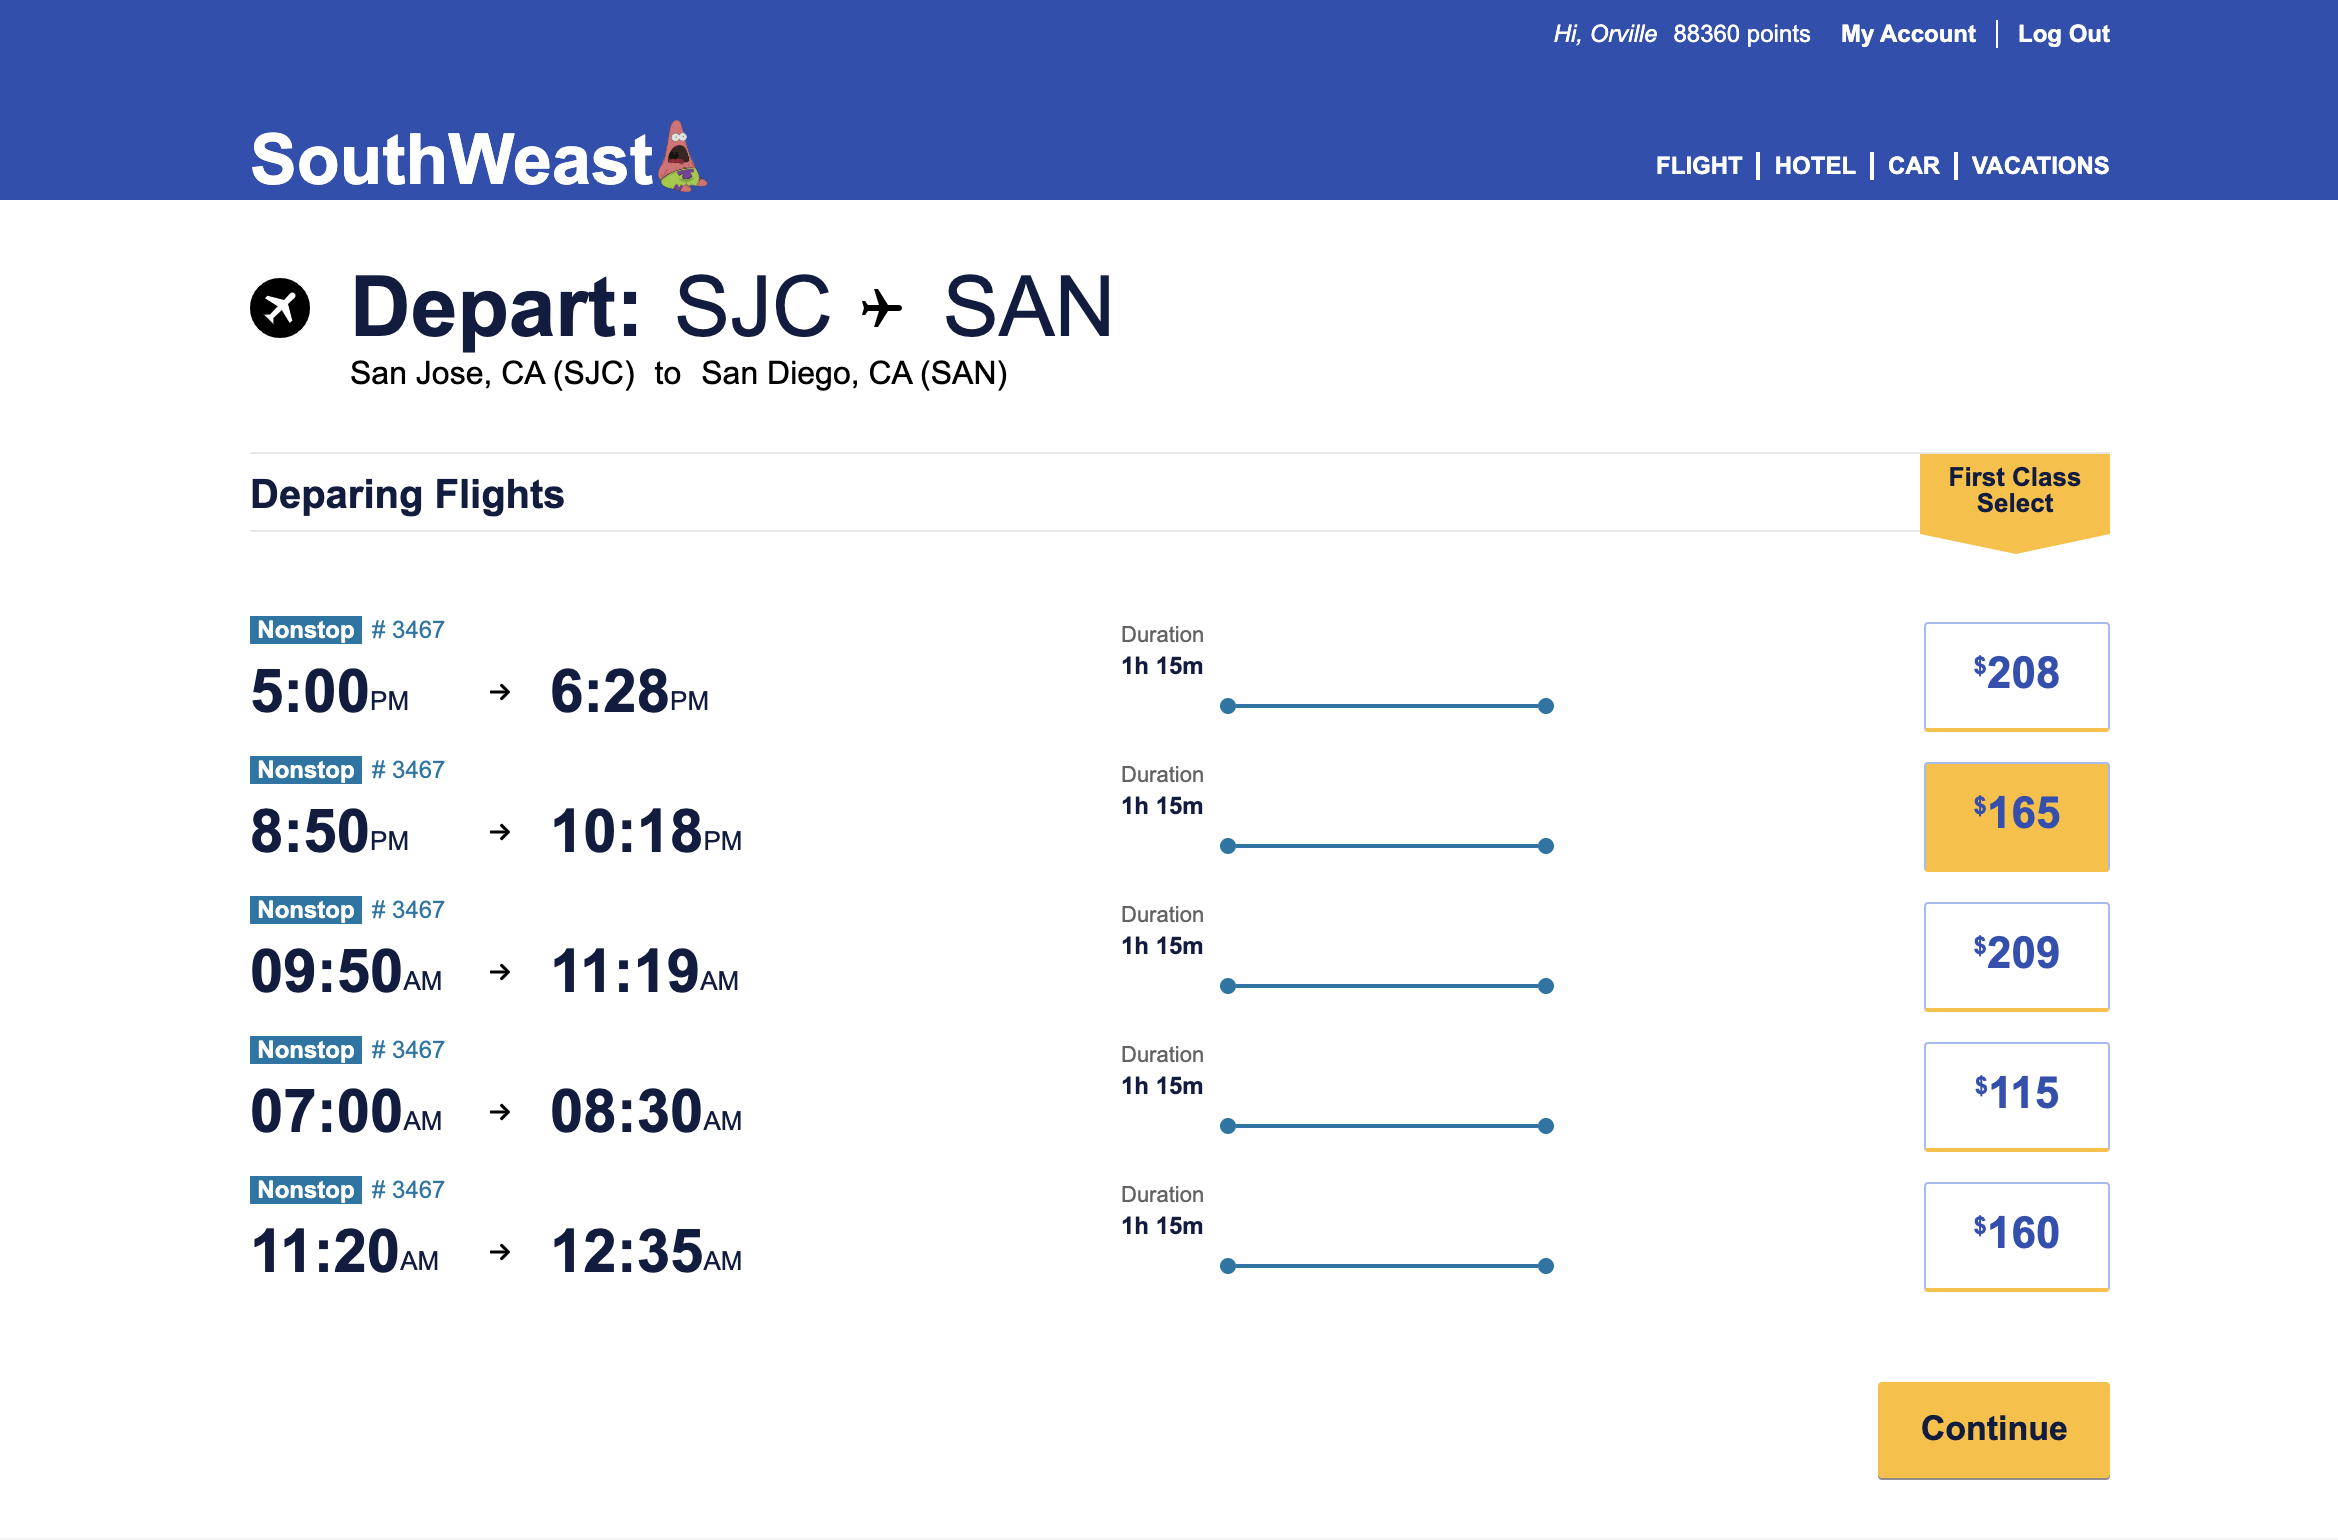 Hi, Orville 88360 points My Account Log Out
SouthWeast
FLIGHT HOTEL CAR VACATIONS
Depart: SJC SAN
San Jose, CA (SJC) to San Diego, CA (SAN)
Deparing Flights
First Class
Select
Nonstop # 3467
5:00PM → 6:28PM
Duration
1h 15m
$208
Nonstop # 3467
8:50PM → 10:18PM
Duration
1h 15m
$165
Nonstop # 3467
09:50AM → 11:19AM
Duration
1h 15m
$209
Nonstop # 3467
07:00AM → 08:30AM
Duration
1h 15m
$115
Nonstop # 3467
11:20AM → 12:35AM
Duration
1h 15m
$160
Continue